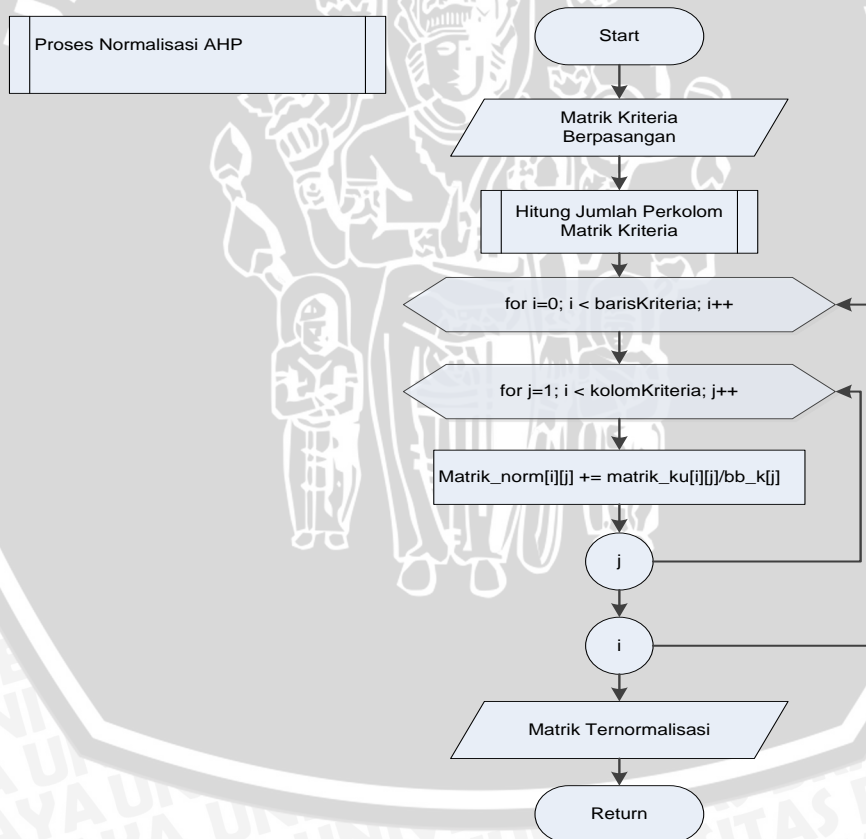 Proses Normalisasi AHP
Start
Matrik Kriteria
Berpasangan
Hitung Jumlah Perkolom
Matrik Kriteria
for i=0; i < barisKriteria; i++
for j=1; i < kolomKriteria; j++
Matrik_norm[i][j] += matrik_ku[i][j]/bb_k[j]
j
i
Matrik Ternormalisasi
Return